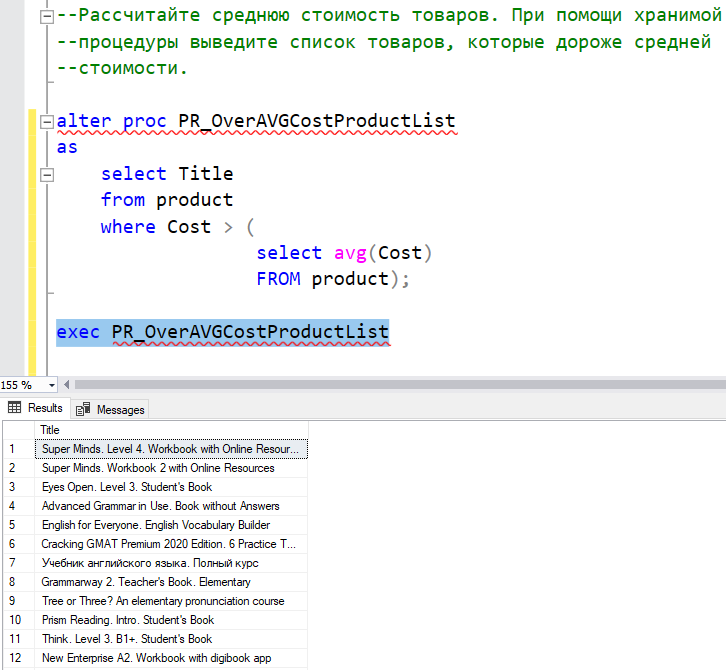 --Рассчитайте среднюю стоимость товаров. При помощи хранимой
--процедуры выведите список товаров, которые дороже средней
--стоимости.
alter proc PR_OverAVGCostProductList
as
select Title
from product
where Cost > (
select avg(Cost)
FROM product);
exec PR_OverAVGCostProductList
155 %
Results Messages
Title
1 Super Minds. Level 4. Workbook with Online Resour...
2 Super Minds. Workbook 2 with Online Resources
3 Eyes Open. Level 3. Student's Book
4 Advanced Grammar in Use. Book without Answers
5 English for Everyone. English Vocabulary Builder
6 Cracking GMAT Premium 2020 Edition. 6 Practice T...
7 Учебник английского языка. Полный курс
8 Grammarway 2. Teacher's Book. Elementary
9 Tree or Three? An elementary pronunciation course
10 Prism Reading. Intro. Student's Book
11 Think. Level 3. B1+. Student's Book
12 New Enterprise A2. Workbook with digibook app